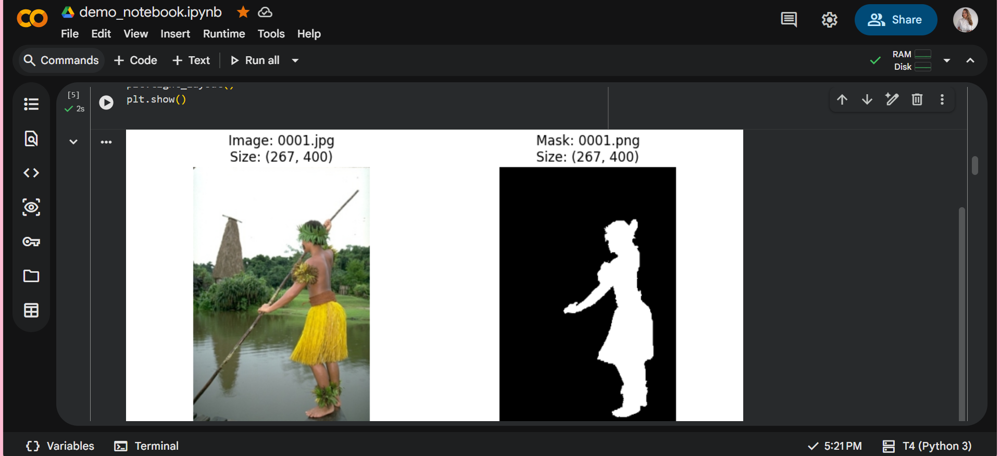 demo_notebook.ipynb
File Edit View Insert Runtime Tools Help
Share
Commands + Code + Text Run all
RAM
Disk
[5]
2s
plt.show()
Image: 0001.jpg
Size: (267, 400)
Mask: 0001.png
Size: (267, 400)
Variables Terminal
5:21 PM T4 (Python 3)